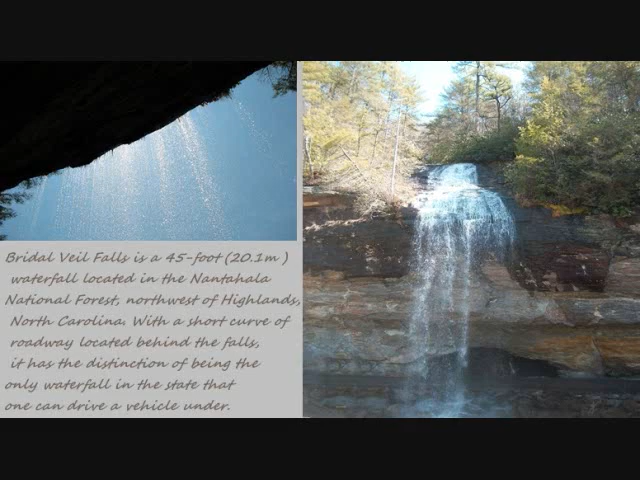 Bridal Veil Falls is a 45-foot (20.1m )
waterfall located in the Nantahala
National Forest, northwest of Highlands,
North Carolina. With a short curve of
roadway located behind the falls,
it has the distinction of being the
only waterfall in the state that
one can drive a vehicle under.